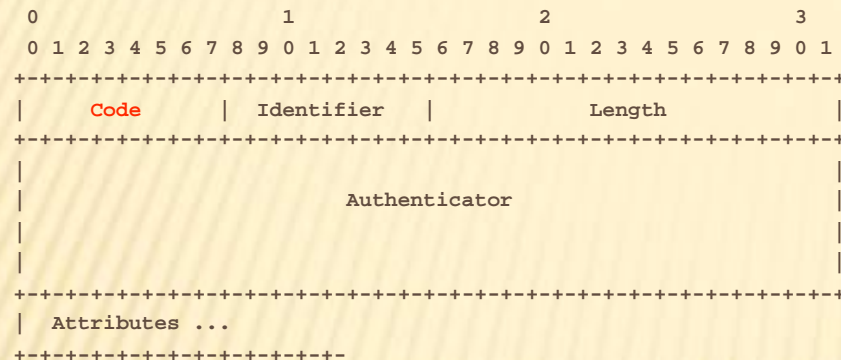 0                   1                   2                   3
 0 1 2 3 4 5 6 7 8 9 0 1 2 3 4 5 6 7 8 9 0 1 2 3 4 5 6 7 8 9 0 1
+-+-+-+-+-+-+-+-+-+-+-+-+-+-+-+-+-+-+-+-+-+-+-+-+-+-+-+-+-+-+-+-+
|     Code      |  Identifier   |            Length             |
+-+-+-+-+-+-+-+-+-+-+-+-+-+-+-+-+-+-+-+-+-+-+-+-+-+-+-+-+-+-+-+-+
|                                                               |
|                         Authenticator                         |
|                                                               |
|                                                               |
+-+-+-+-+-+-+-+-+-+-+-+-+-+-+-+-+-+-+-+-+-+-+-+-+-+-+-+-+-+-+-+-+
|  Attributes ...
+-+-+-+-+-+-+-+-+-+-+-+-+-